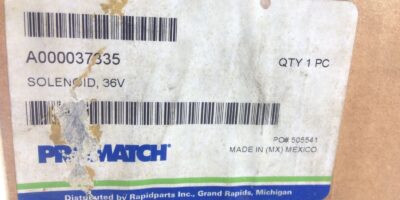 A000037335
QTY 1 PC
SOLENOID, 36V
PO# 505541
MADE IN (MX) MEXICO
Distributed by Rapidparts Inc., Grand Rapids, Michigan